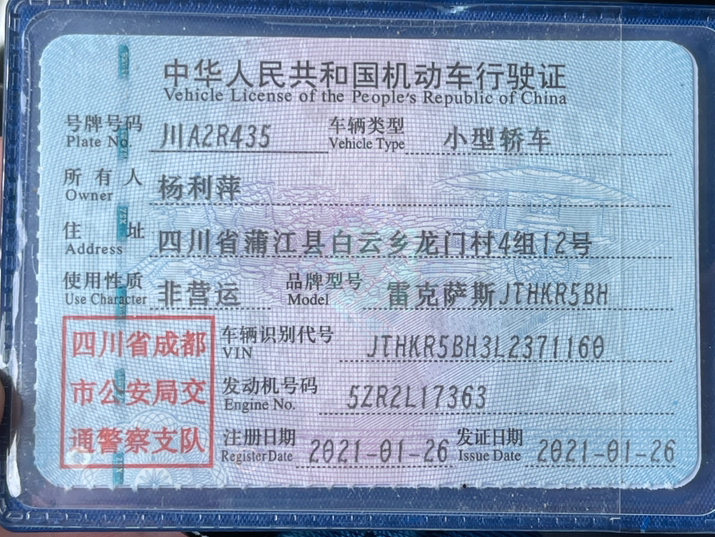 中华人民共和国机动车行驶证
Vehicle License of the People's Republic of China
号牌号码 川A2R435 车辆类型 小型轿车
Plate No. Vehicle Type
所有人 杨利萍
Owner
住址 四川省蒲江县白云乡龙门村4组12号
Address
使用性质 非营运 品牌型号 雷克萨斯JTHKR5BH
Use Character Model
四川省成都
市公安局交
通警察支队
车辆识别代号 JTHKR5BH3L2371160
VIN
发动机号码 5ZR2L17363
Engine No.
注册日期 2021-01-26 发证日期 2021-01-26
Register Date Issue Date